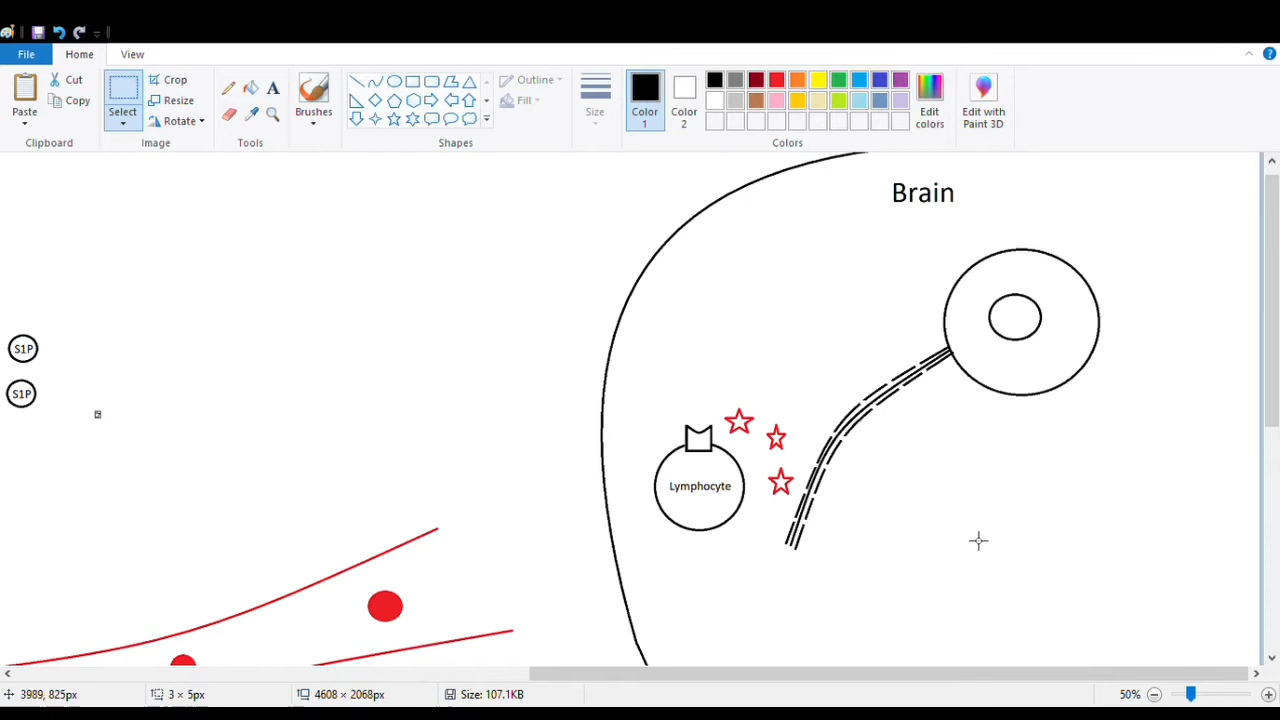 File Home View
Paste
Cut
Copy
Clipboard
Select
Crop
Resize
Rotate
Image
Tools
Brushes
Shapes
Outline
Fill
Size
Color 1
Color 2
Edit colors
Colors
Edit with Paint 3D
Brain
S1P
S1P
Lymphocyte
3989, 825px
3 × 5px
4608 × 2068px
Size: 107.1KB
50%